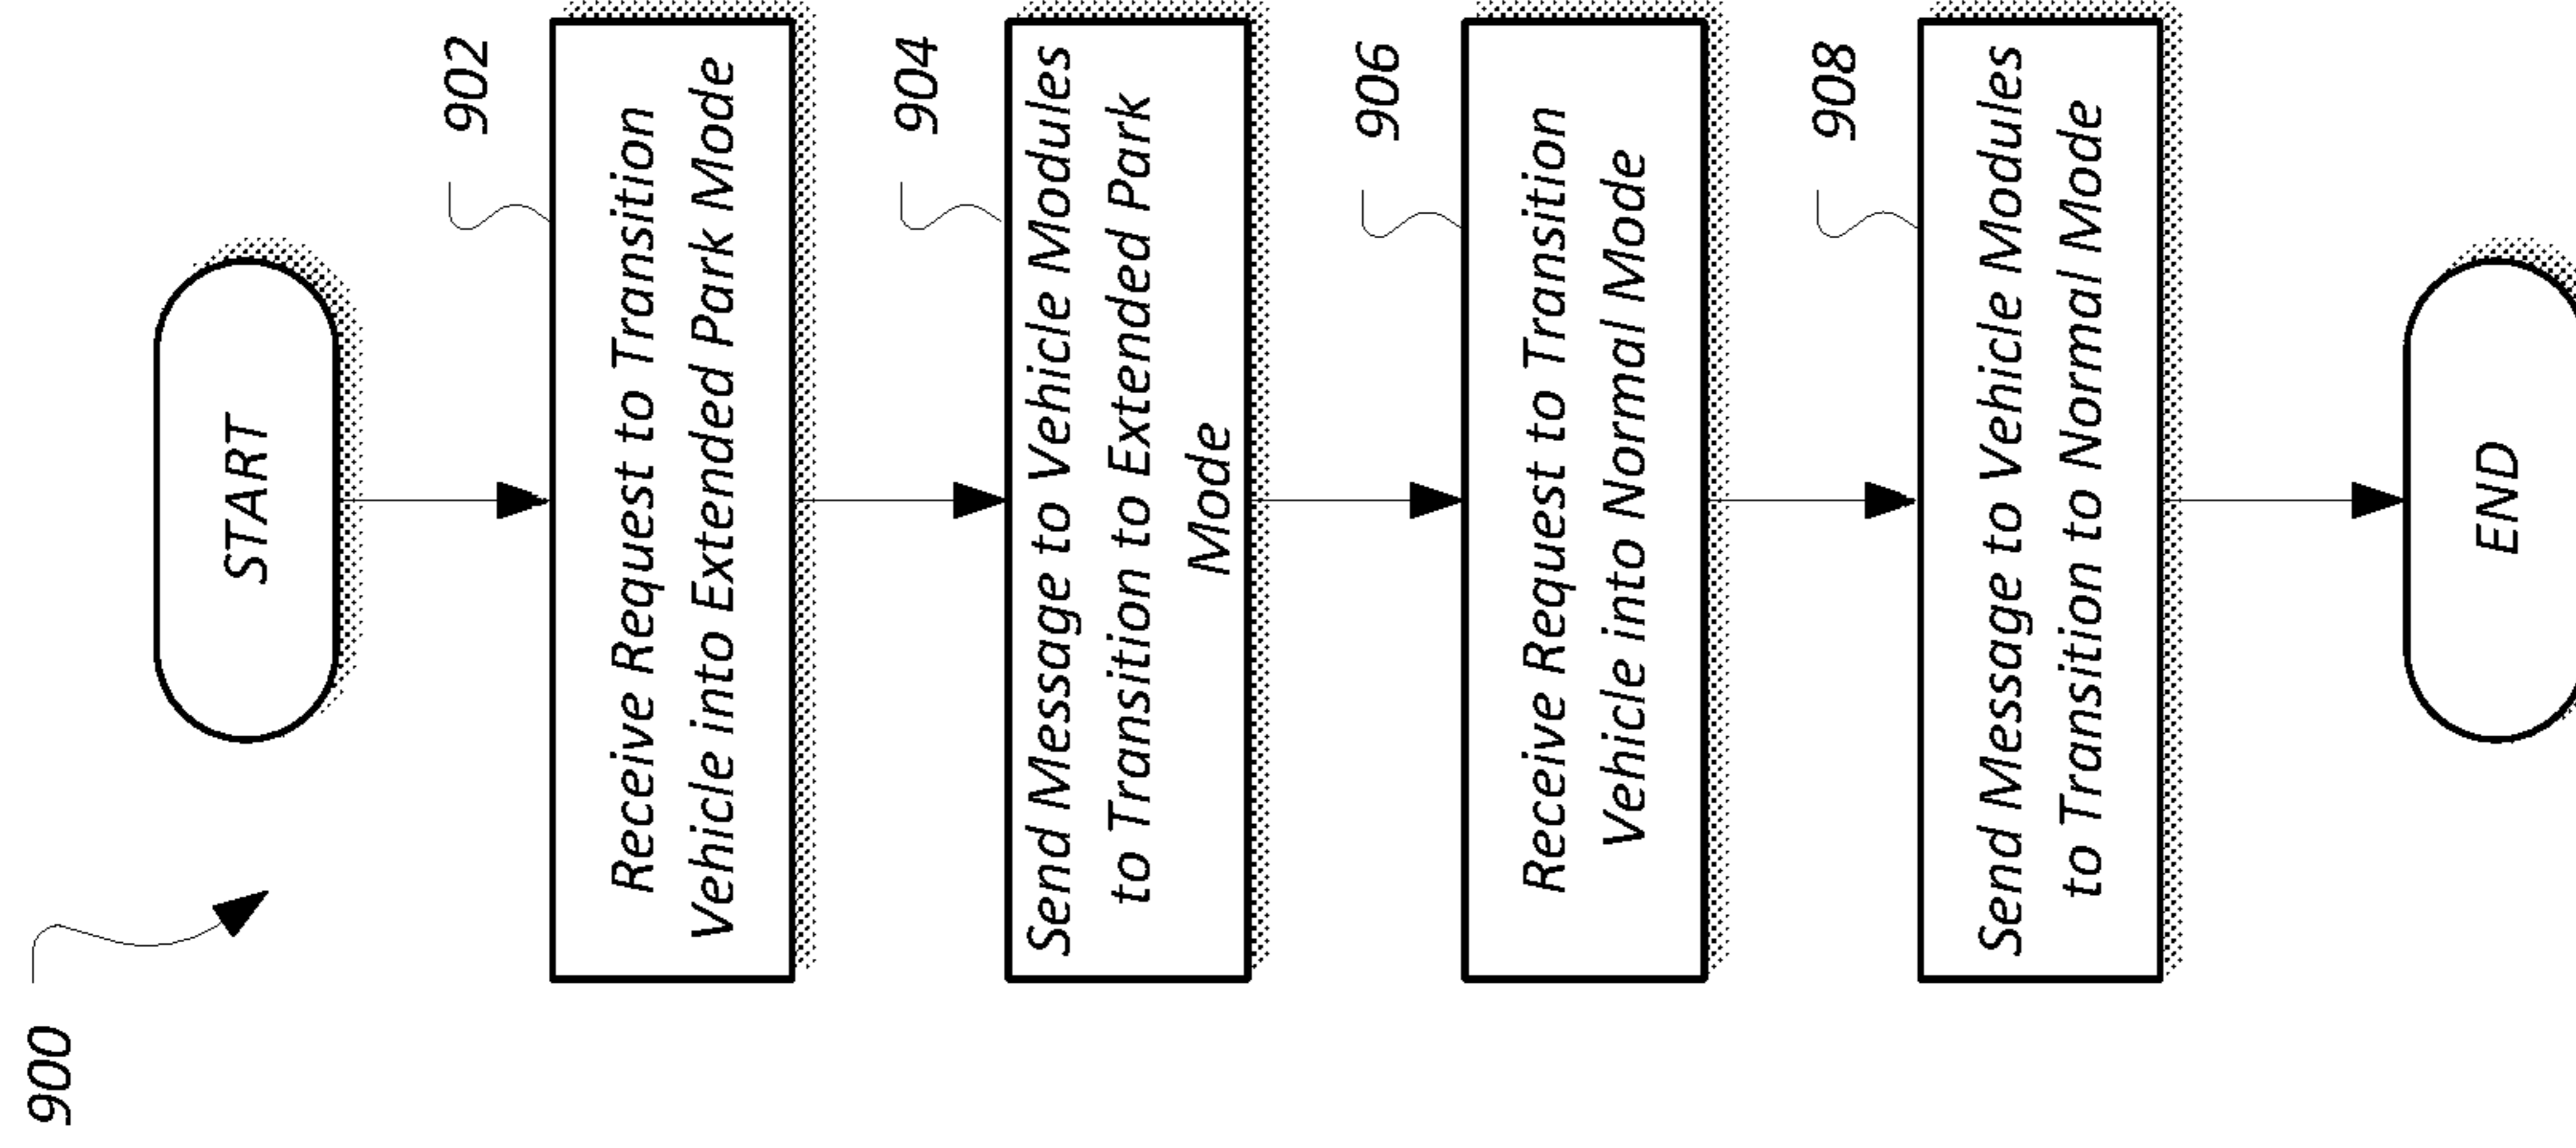 900
START
902
Receive Request to Transition
Vehicle into Extended Park Mode
904
Send Message to Vehicle Modules
to Transition to Extended Park
Mode
906
Receive Request to Transition
Vehicle into Normal Mode
908
Send Message to Vehicle Modules
to Transition to Normal Mode
END